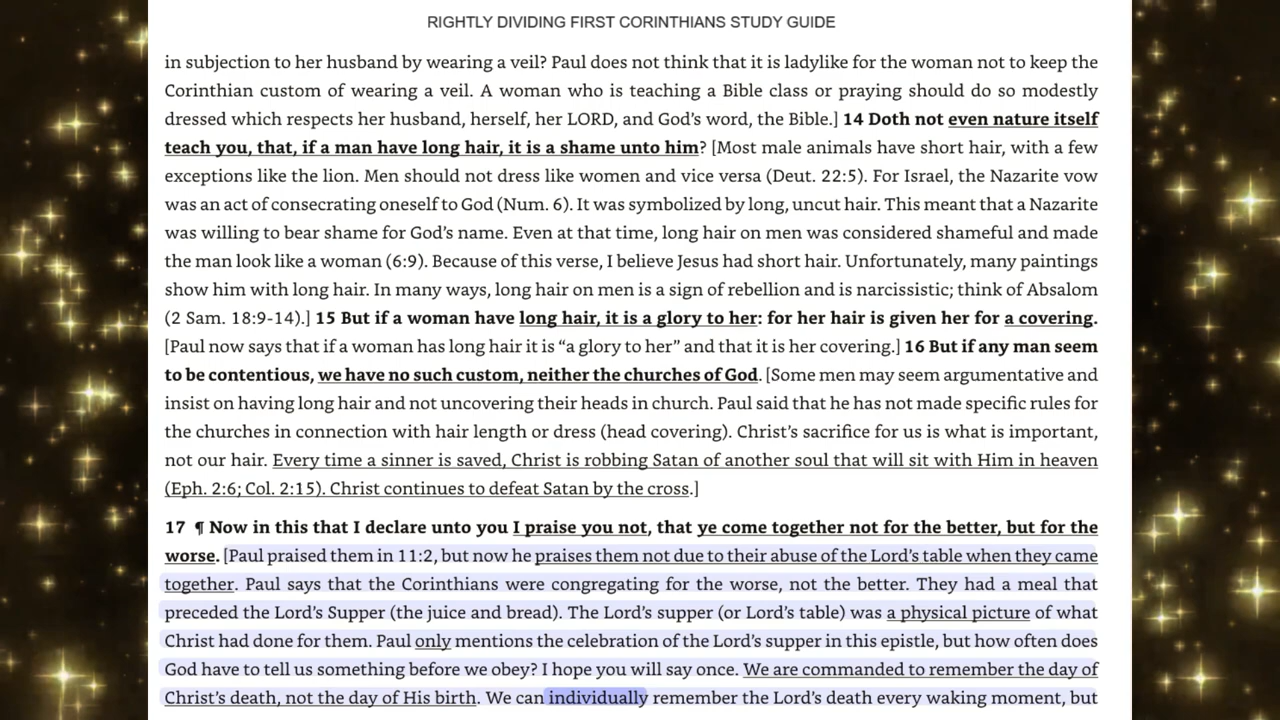 RIGHTLY DIVIDING FIRST CORINTHIANS STUDY GUIDE
in subjection to her husband by wearing a veil? Paul does not think that it is ladylike for the woman not to keep the
Corinthian custom of wearing a veil. A woman who is teaching a Bible class or praying should do so modestly
dressed which respects her husband, herself, her LORD, and God's word, the Bible.] 14 Doth not even nature itself
teach you, that, if a man have long hair, it is a shame unto him? [Most male animals have short hair, with a few
exceptions like the lion. Men should not dress like women and vice versa (Deut. 22:5). For Israel, the Nazarite vow
was an act of consecrating oneself to God (Num. 6). It was symbolized by long, uncut hair. This meant that a Nazarite
was willing to bear shame for God's name. Even at that time, long hair on men was considered shameful and made
the man look like a woman (6:9). Because of this verse, I believe Jesus had short hair. Unfortunately, many paintings
show him with long hair. In many ways, long hair on men is a sign of rebellion and is narcissistic; think of Absalom
(2 Sam. 18:9-14).] 15 But if a woman have long hair, it is a glory to her: for her hair is given her for a covering.
[Paul now says that if a woman has long hair it is “a glory to her” and that it is her covering.] 16 But if any man seem
to be contentious, we have no such custom, neither the churches of God. [Some men may seem argumentative and
insist on having long hair and not uncovering their heads in church. Paul said that he has not made specific rules for
the churches in connection with hair length or dress (head covering). Christ's sacrifice for us is what is important,
not our hair. Every time a sinner is saved, Christ is robbing Satan of another soul that will sit with Him in heaven
(Eph. 2:6; Col. 2:15). Christ continues to defeat Satan by the cross.]
17 ¶ Now in this that I declare unto you I praise you not, that ye come together not for the better, but for the
worse. [Paul praised them in 11:2, but now he praises them not due to their abuse of the Lord's table when they came
together. Paul says that the Corinthians were congregating for the worse, not the better. They had a meal that
preceded the Lord's Supper (the juice and bread). The Lord's supper (or Lord's table) was a physical picture of what
Christ had done for them. Paul only mentions the celebration of the Lord's supper in this epistle, but how often does
God have to tell us something before we obey? I hope you will say once. We are commanded to remember the day of
Christ's death, not the day of His birth. We can individually remember the Lord's death every waking moment, but